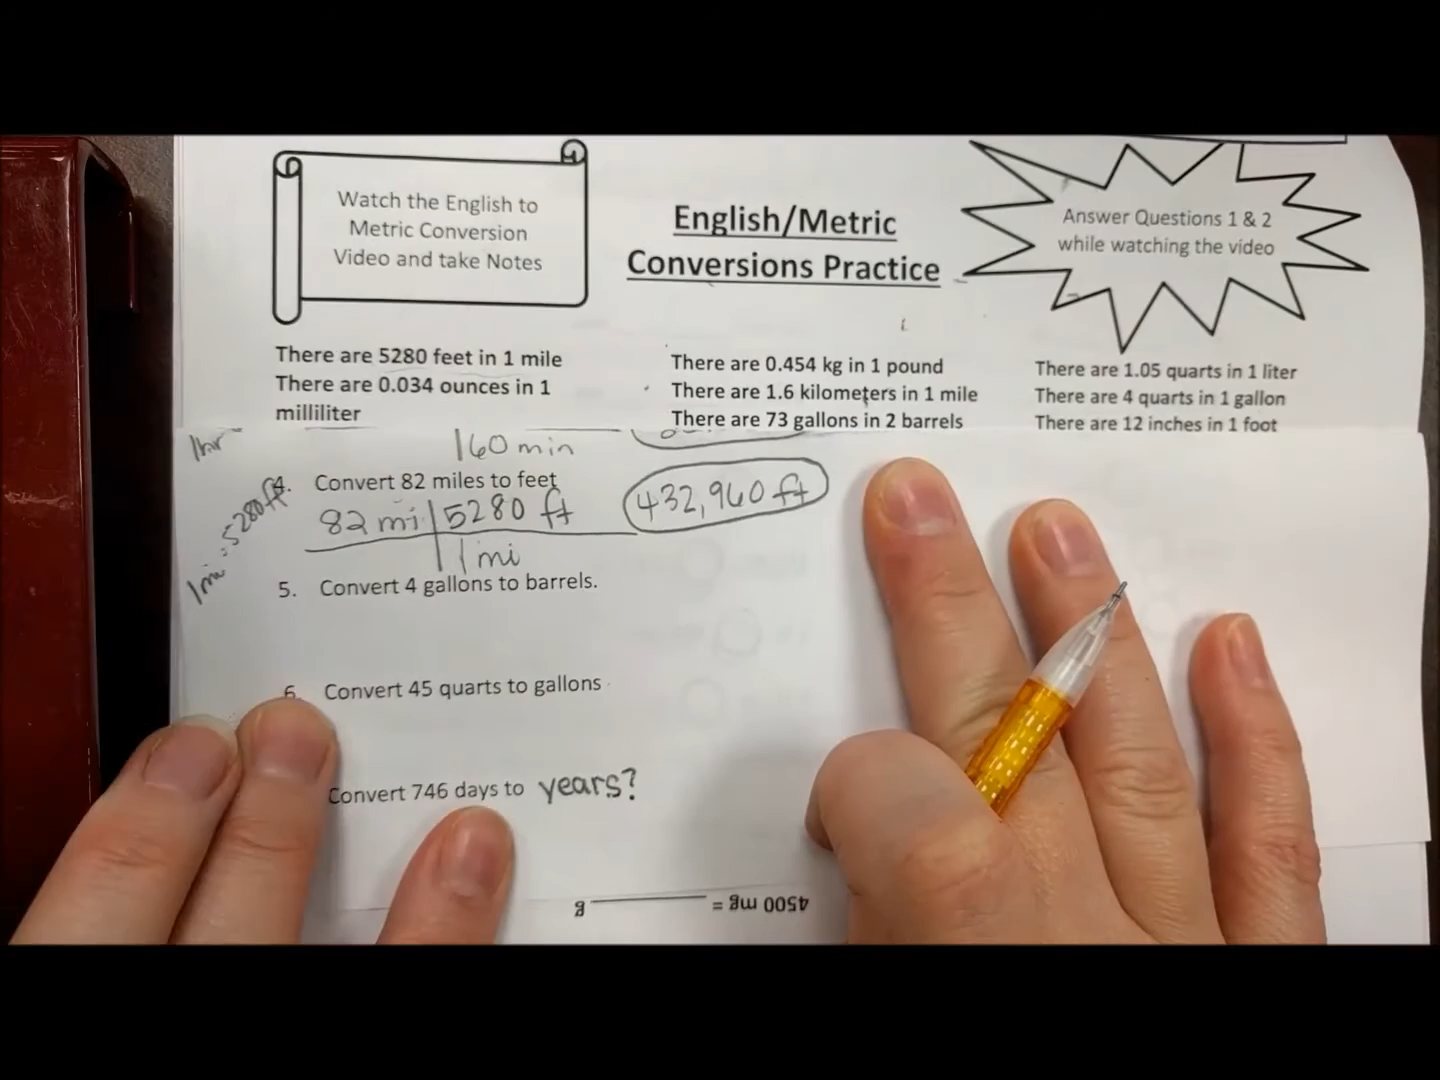 Watch the English to
Metric Conversion
Video and take Notes
English/Metric
Conversions Practice
Answer Questions 1 & 2
while watching the video
There are 5280 feet in 1 mile
There are 0.034 ounces in 1
milliliter
There are 0.454 kg in 1 pound
There are 1.6 kilometers in 1 mile
There are 73 gallons in 2 barrels
There are 1.05 quarts in 1 liter
There are 4 quarts in 1 gallon
There are 12 inches in 1 foot
1hr
60 min
4. Convert 82 miles to feet
82 mi 5280 ft
1 mi
432,960 ft
1mi = 5280ft
5. Convert 4 gallons to barrels.
6. Convert 45 quarts to gallons
Convert 746 days to years?
4500 mg = ________ g